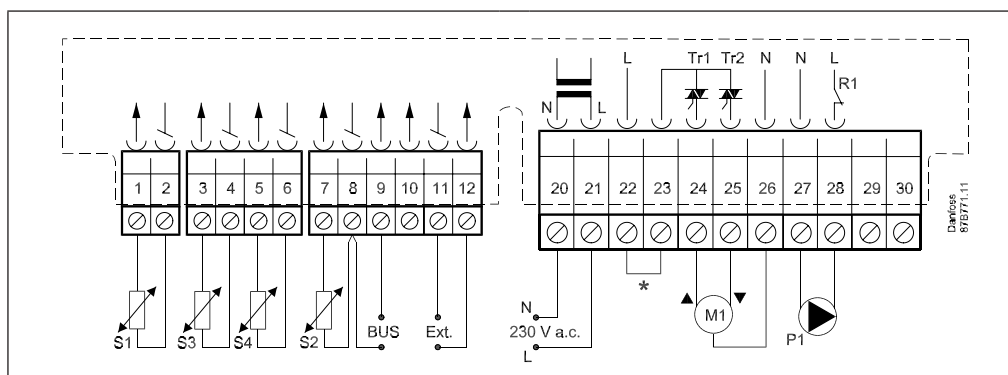 L Tr1 Tr2 N N L
R1
N L
1 2 3 4 5 6 7 8 9 10 11 12
20 21 22 23 24 25 26 27 28 29 30
Danfoss
87B771.11
*
N
M1
S1 S3 S4 S2 BUS Ext. 230 V a.c. P1
L